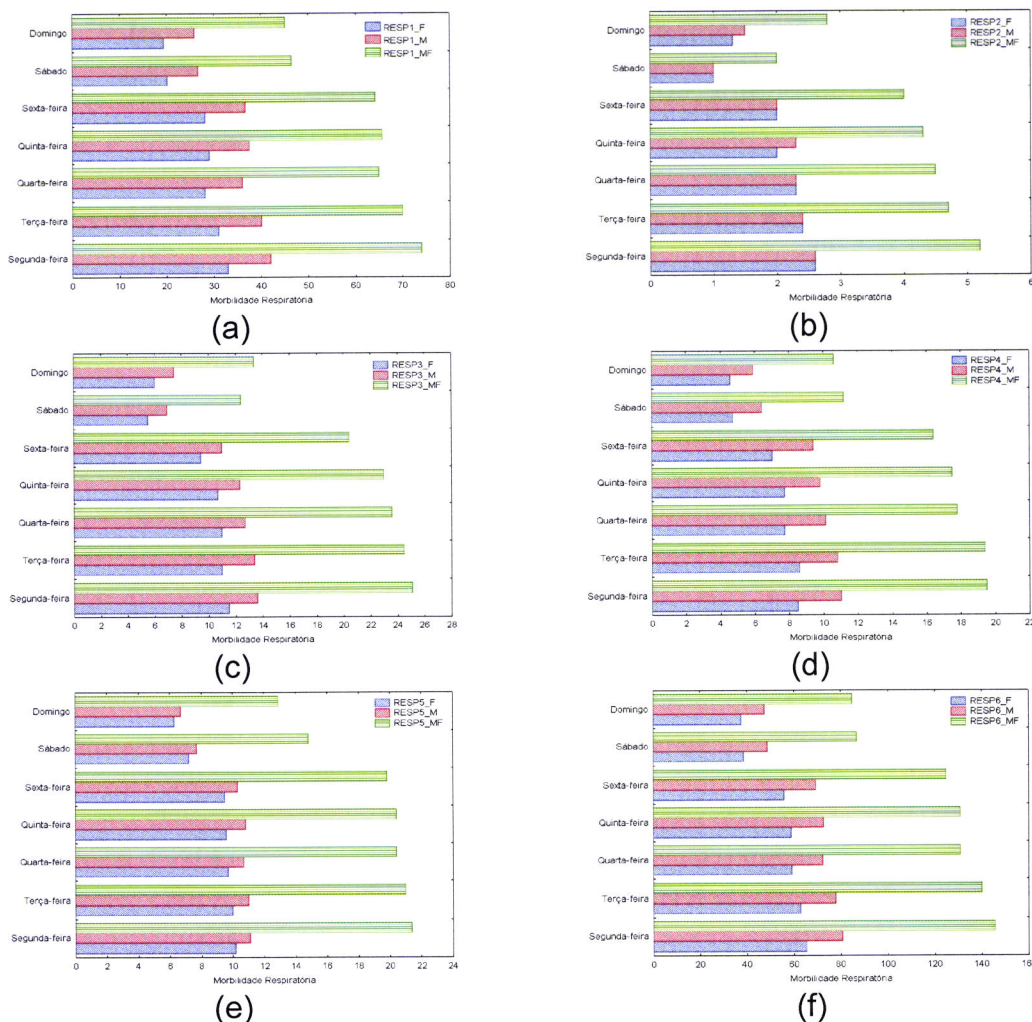 RESP1_F
RESP1_M
RESP1_MF
Domingo
Sábado
Sexta-feira
Quinta-feira
Quarta-feira
Terça-feira
Segunda-feira
0 10 20 30 40 50 60 70 80
Morbilidade Respiratória
(a)
RESP2_F
RESP2_M
RESP2_MF
Domingo
Sábado
Sexta-feira
Quinta-feira
Quarta-feira
Terça-feira
Segunda-feira
0 1 2 3 4 5 6
Morbilidade Respiratória
(b)
RESP3_F
RESP3_M
RESP3_MF
Domingo
Sábado
Sexta-feira
Quinta-feira
Quarta-feira
Terça-feira
Segunda-feira
0 2 4 6 8 10 12 14 16 18 20 22 24 26 28
Morbilidade Respiratória
(c)
RESP4_F
RESP4_M
RESP4_MF
Domingo
Sábado
Sexta-feira
Quinta-feira
Quarta-feira
Terça-feira
Segunda-feira
0 2 4 6 8 10 12 14 16 18 20 22
Morbilidade Respiratória
(d)
RESP5_F
RESP5_M
RESP5_MF
Domingo
Sábado
Sexta-feira
Quinta-feira
Quarta-feira
Terça-feira
Segunda-feira
0 2 4 6 8 10 12 14 16 18 20 22 24
Morbilidade Respiratória
(e)
RESP6_F
RESP6_M
RESP6_MF
Domingo
Sábado
Sexta-feira
Quinta-feira
Quarta-feira
Terça-feira
Segunda-feira
0 20 40 60 80 100 120 140 160
Morbilidade Respiratória
(f)